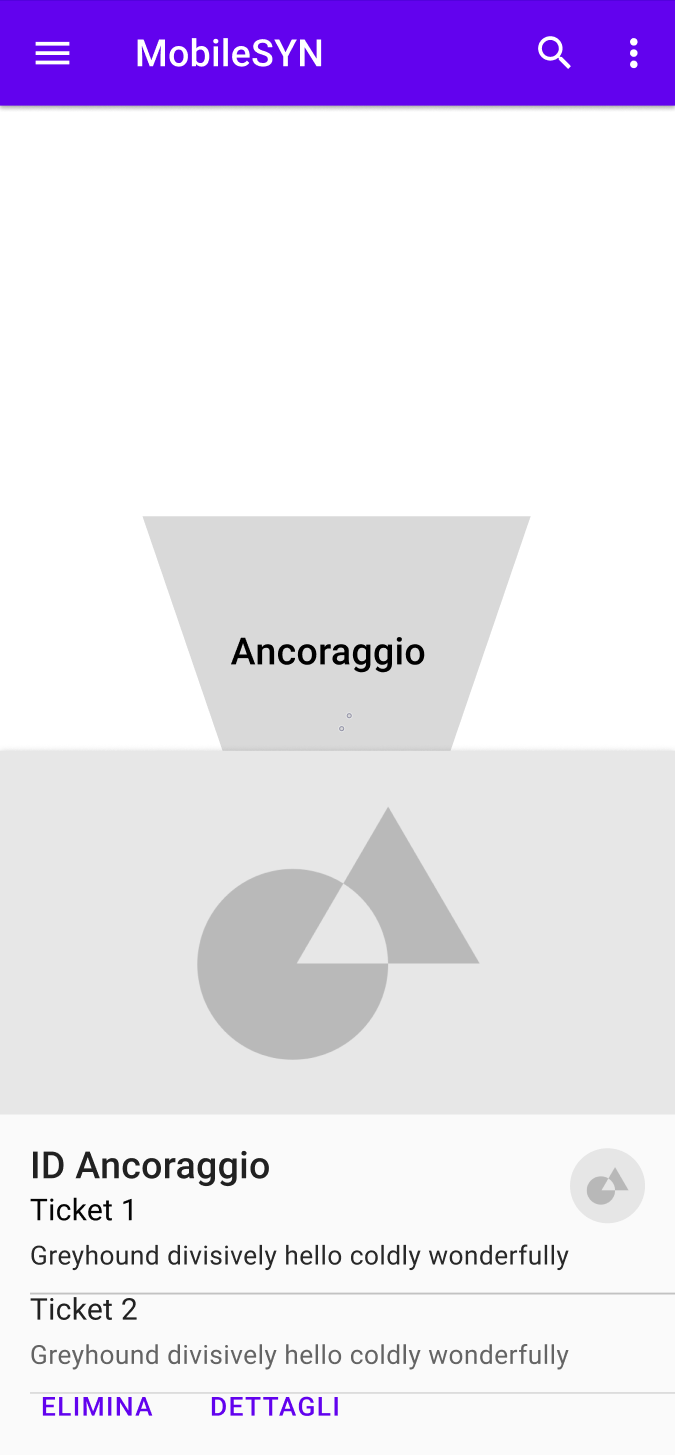 MobileSYN
Ancoraggio
ID Ancoraggio
Ticket 1
Greyhound divisively hello coldly wonderfully
Ticket 2
Greyhound divisively hello coldly wonderfully
ELIMINA DETTAGLI